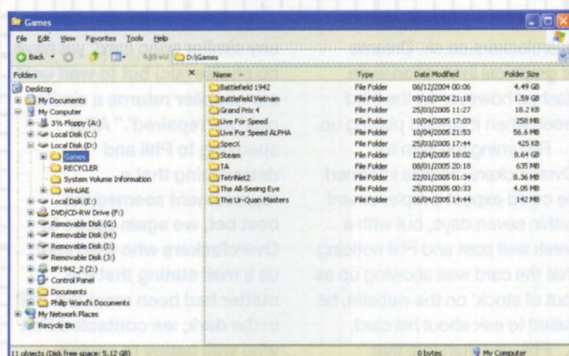 Games
File Edit View Favorites Tools Help
Back Address D:\Games
Folders
Desktop
My Documents
My Computer
3½ Floppy (A:)
Local Disk (C:)
Local Disk (D:)
Games
RECYCLER
System Volume Information
WinUAE
Local Disk (E:)
DVD/CD-RW Drive (F:)
Removable Disk (G:)
Removable Disk (H:)
Removable Disk (I:)
Removable Disk (J:)
BF1942_2 (Z:)
Control Panel
Documents
Philip Wand's Documents
My Network Places
Recycle Bin
Name Type Date Modified Folder Size
Battlefield 1942 File Folder 06/12/2004 00:06 4.49 GB
Battlefield Vietnam File Folder 09/10/2004 21:18 1.59 GB
Grand Prix 4 File Folder 25/03/2005 11:27 18.2 KB
Live For Speed File Folder 10/04/2005 17:03 258 MB
Live For Speed ALPHA File Folder 10/04/2005 21:53 56.6 MB
SpecX File Folder 25/03/2005 17:44 425 KB
Steam File Folder 12/04/2005 18:02 8.64 GB
TA File Folder 08/01/2005 20:18 635 MB
Techwarr File Folder 22/01/2005 01:34 8.36 MB
The All-Seeing Eye File Folder 25/03/2005 00:33 4.05 MB
The Ur-Quan Masters File Folder 06/04/2005 14:44 142 MB
11 objects (Disk free space: 5.12 GB) 0 bytes My Computer